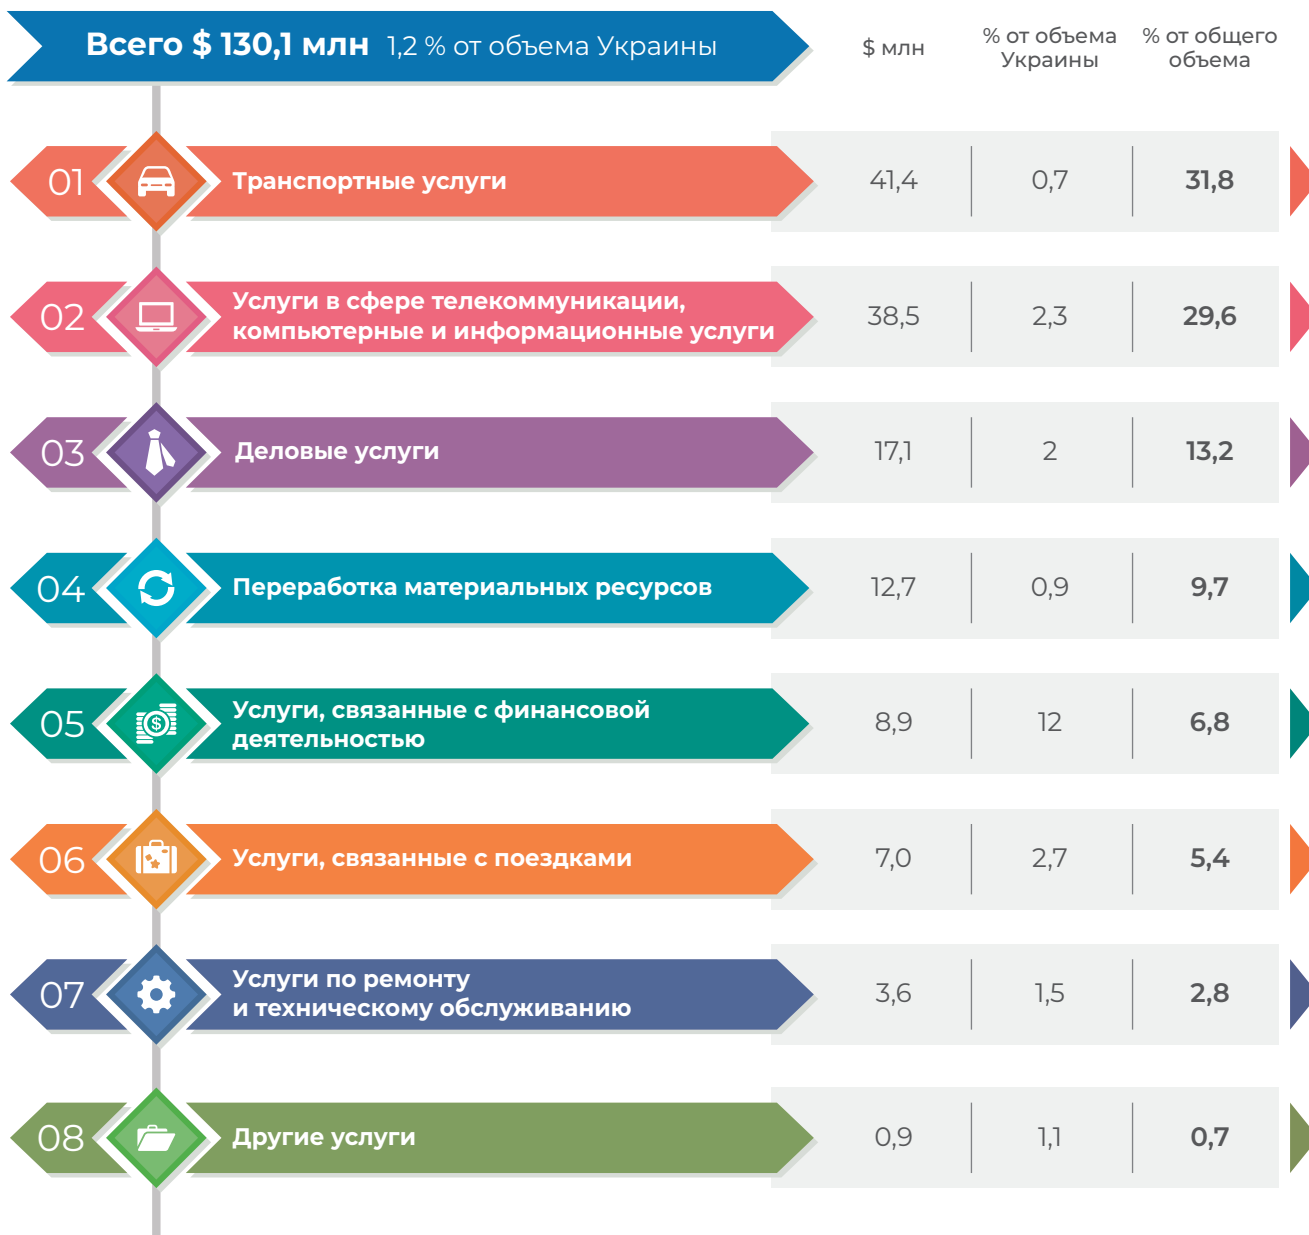 Всего $ 130,1 млн 1,2 % от объема Украины
$ млн
% от объема
Украины
% от общего
объема
01 Транспортные услуги 41,4 0,7 31,8
02 Услуги в сфере телекоммуникации,
компьютерные и информационные услуги 38,5 2,3 29,6
03 Деловые услуги 17,1 2 13,2
04 Переработка материальных ресурсов 12,7 0,9 9,7
05 Услуги, связанные с финансовой
деятельностью 8,9 12 6,8
06 Услуги, связанные с поездками 7,0 2,7 5,4
07 Услуги по ремонту
и техническому обслуживанию 3,6 1,5 2,8
08 Другие услуги 0,9 1,1 0,7